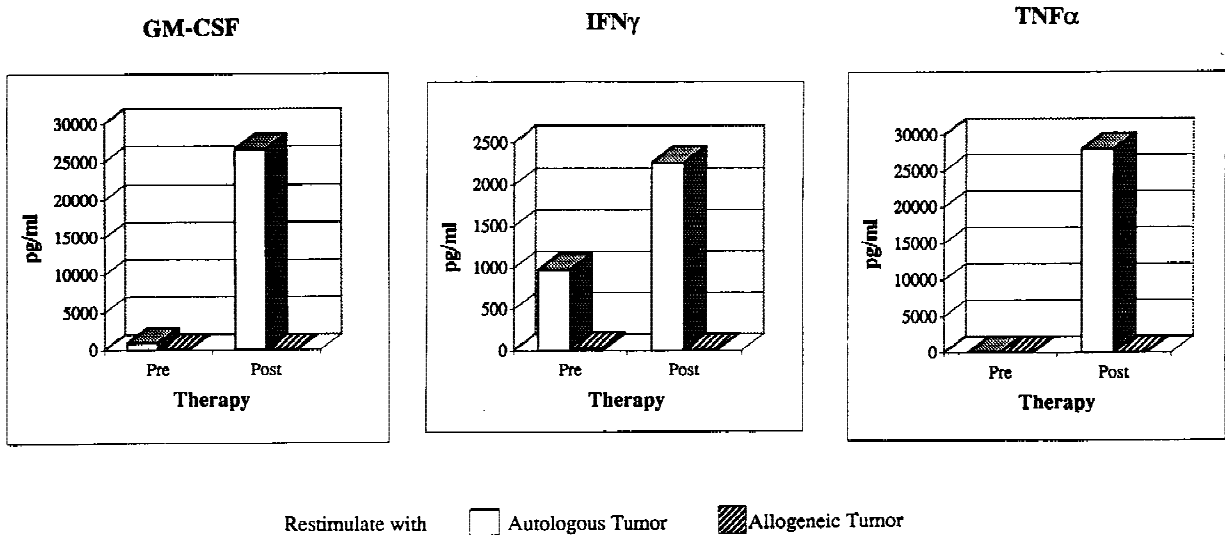 GM-CSF
IFNγ
TNFα
pg/ml
30000
25000
20000
15000
10000
5000
0
Pre
Post
Therapy
pg/ml
2500
2000
1500
1000
500
0
Pre
Post
Therapy
pg/ml
30000
25000
20000
15000
10000
5000
0
Pre
Post
Therapy
Restimulate with
Autologous Tumor
Allogeneic Tumor